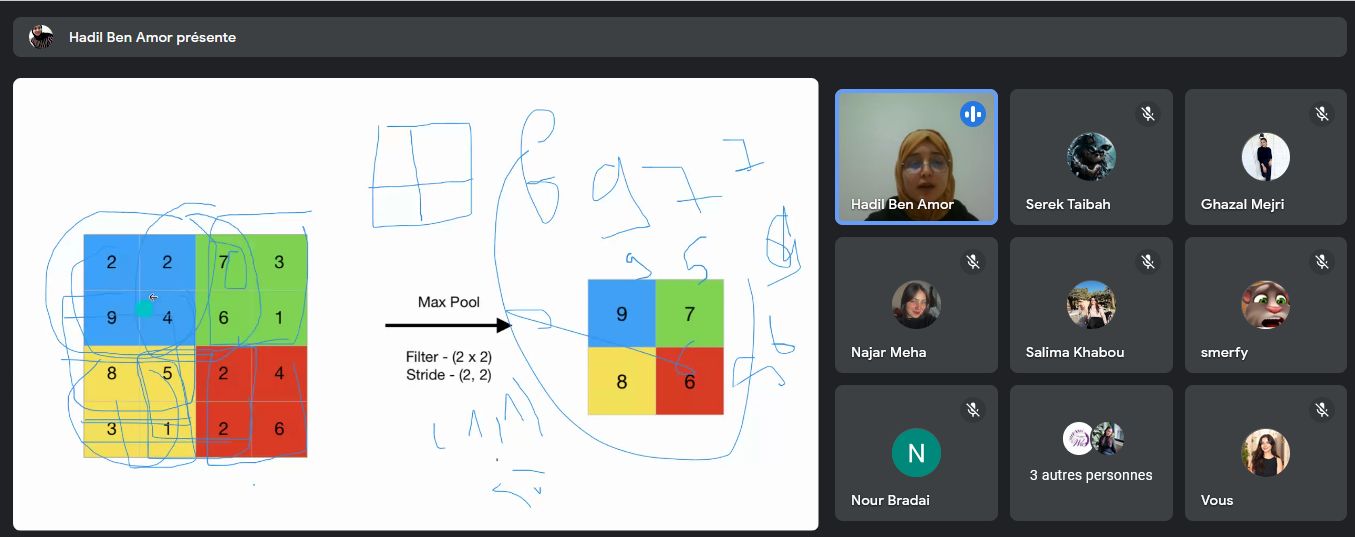 Hadil Ben Amor présente
2 2 7 3
9 4 6 1
8 5 2 4
3 1 2 6
Max Pool
Filter - (2 x 2)
Stride - (2, 2)
9 7
8 6
Hadil Ben Amor
Serek Taibah
Ghazal Mejri
Najar Meha
Salima Khabou
smerfy
N
Nour Bradai
3 autres personnes
Vous